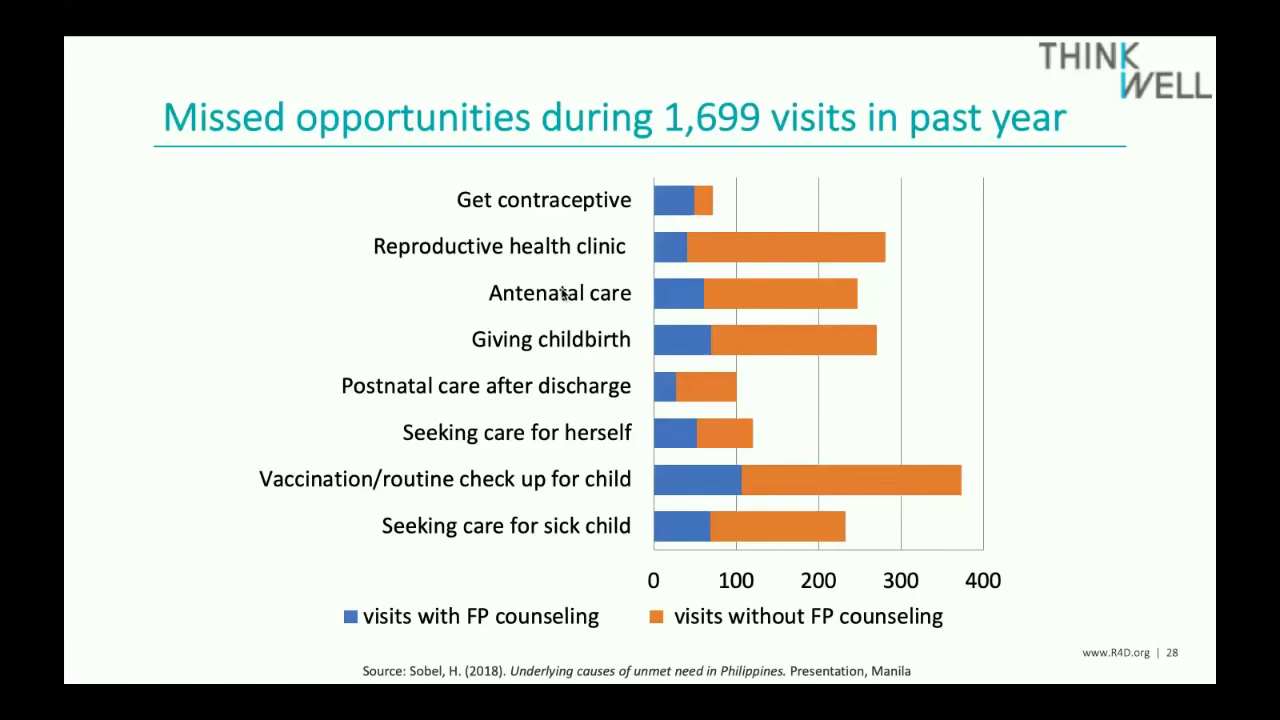 THINK
WELL
Missed opportunities during 1,699 visits in past year
Get contraceptive
Reproductive health clinic
Antenatal care
Giving childbirth
Postnatal care after discharge
Seeking care for herself
Vaccination/routine check up for child
Seeking care for sick child
0 100 200 300 400
visits with FP counseling visits without FP counseling
www.R4D.org | 28
Source: Sobel, H. (2018). Underlying causes of unmet need in Philippines. Presentation, Manila